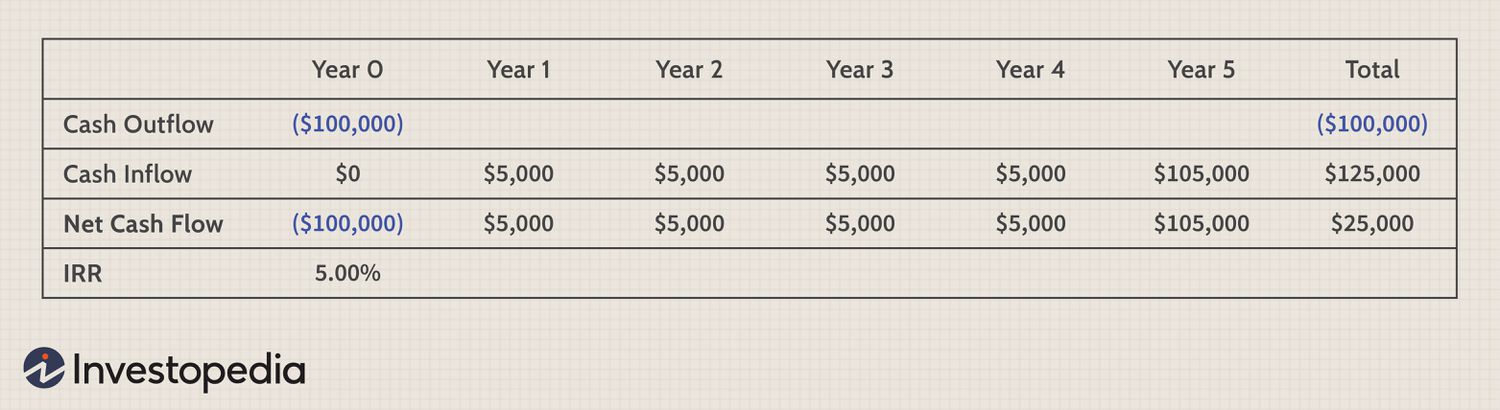 Year 0 Year 1 Year 2 Year 3 Year 4 Year 5 Total
Cash Outflow ($100,000) ($100,000)
Cash Inflow $0 $5,000 $5,000 $5,000 $5,000 $105,000 $125,000
Net Cash Flow ($100,000) $5,000 $5,000 $5,000 $5,000 $105,000 $25,000
IRR 5.00%
Investopedia